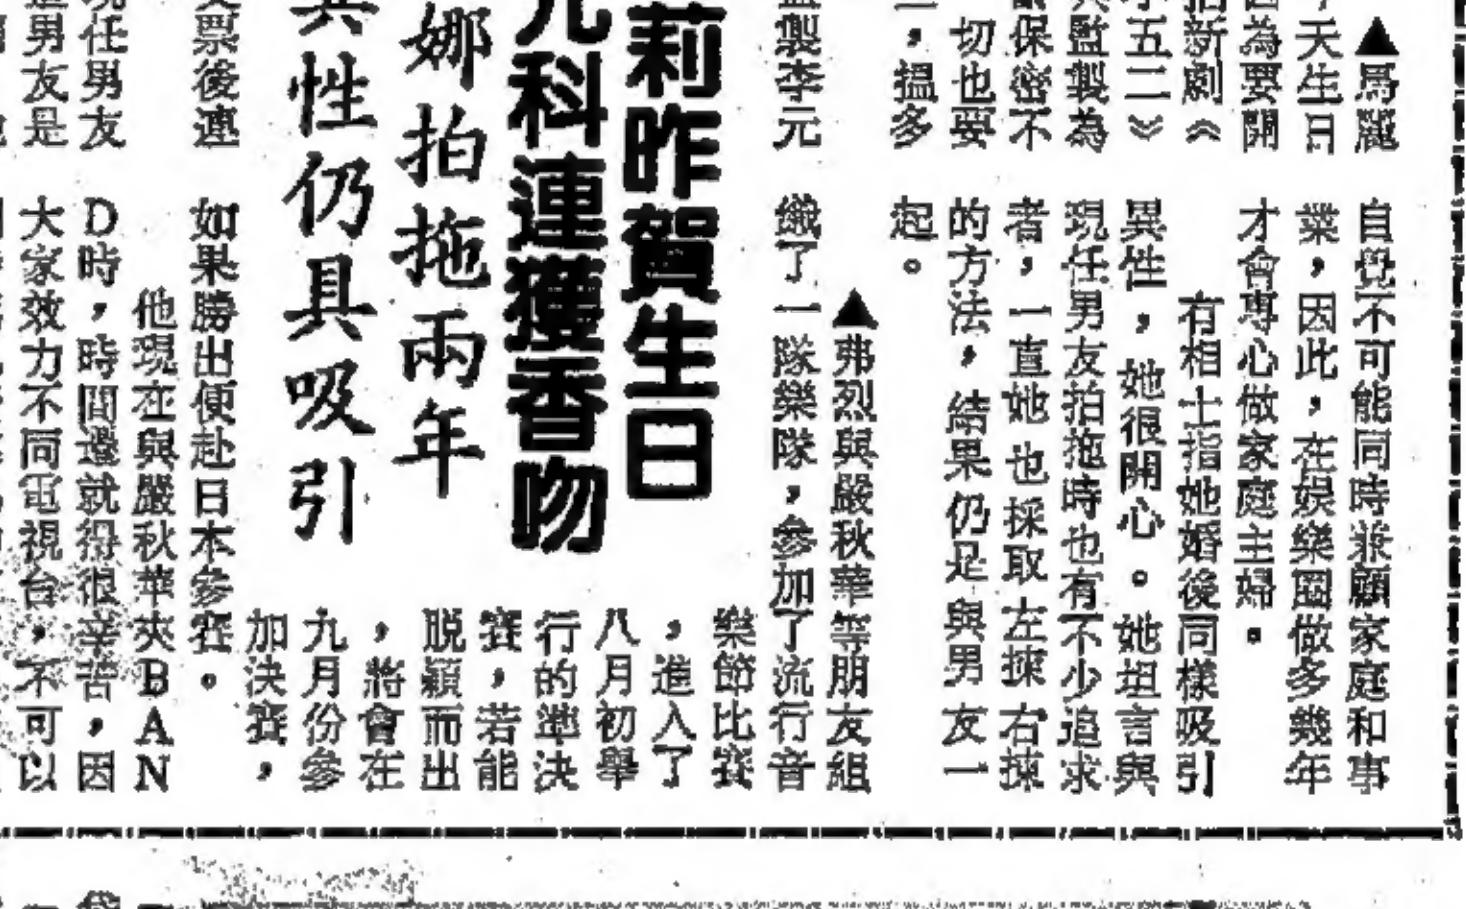 ▲馬麗
天生日
為要開
拍新劇《
五二》
監製為
保密不
切也要
，搵多
自覺不可能同時兼顧家庭和事
業，因此，在娛樂圈做多幾年
才會專心做家庭主婦。
有相士指她婚後同樣吸引
異性，她很開心。她坦言與
現任男友拍拖時也有不少追求
者，一直她也採取左揀右揀
的方法，結果仍是與男友一
起。
莉昨賀生日
元科連獲香吻
娜拍拖兩年
異性仍具吸引
監製李元
▲弗烈與嚴秋華等朋友組
織了一隊樂隊，參加了流行音
樂節比賽
，進入了
八月初舉
行的準決
賽，若能
脫穎而出
，將會在
九月份參
加決賽，
票後連
如果勝出便赴日本參賽。
他現在與嚴秋華夾BAN
D時，時間遷就得很辛苦，因
大家效力不同電視台，不可以
現任男友
男友是